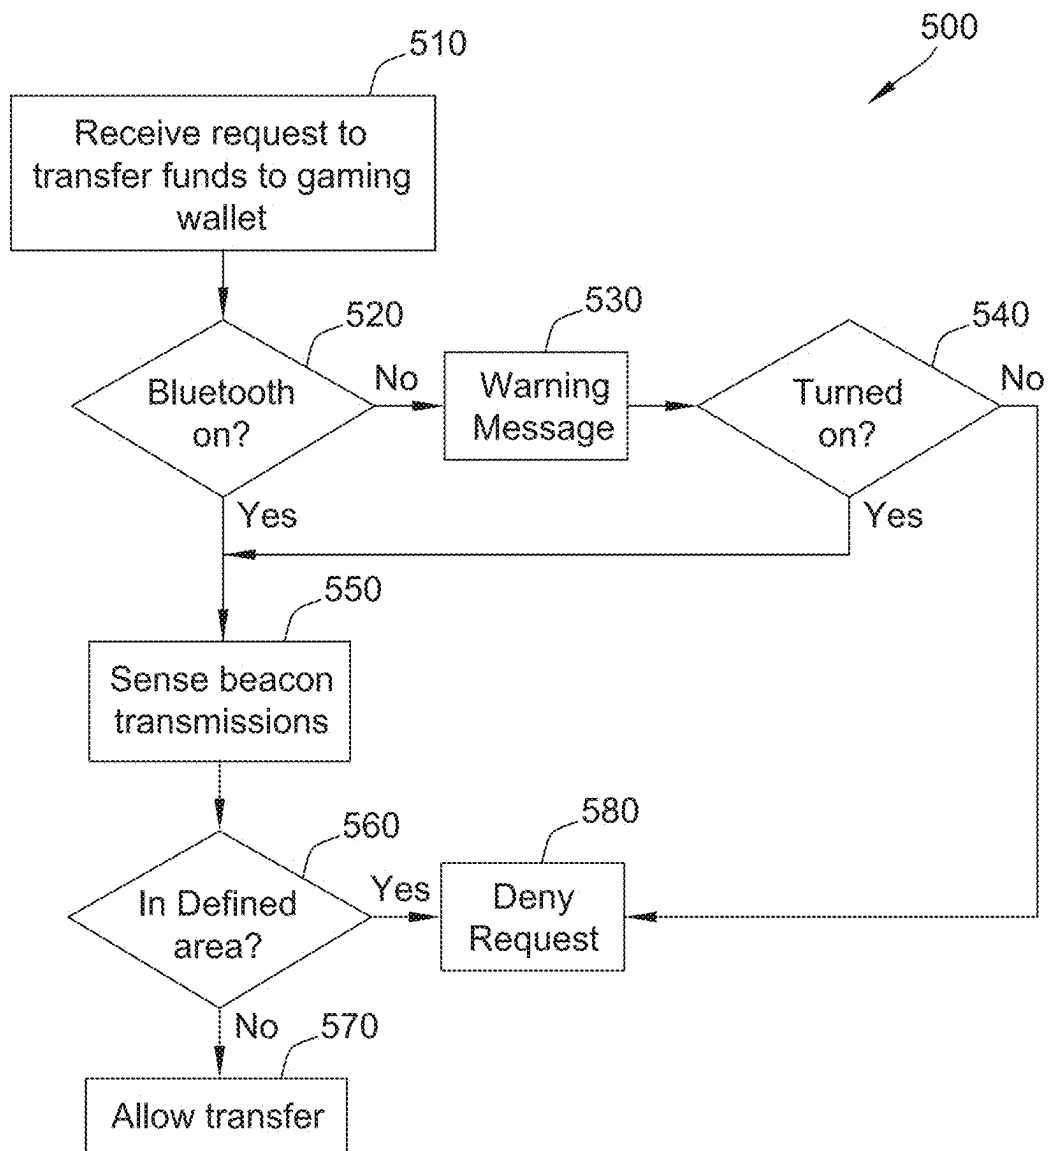 500
510
Receive request to
transfer funds to gaming
wallet
520
Bluetooth
on?
No
530
Warning
Message
540
Turned
on?
No
Yes
Yes
550
Sense beacon
transmissions
560
In Defined
area?
Yes
580
Deny
Request
No
570
Allow transfer